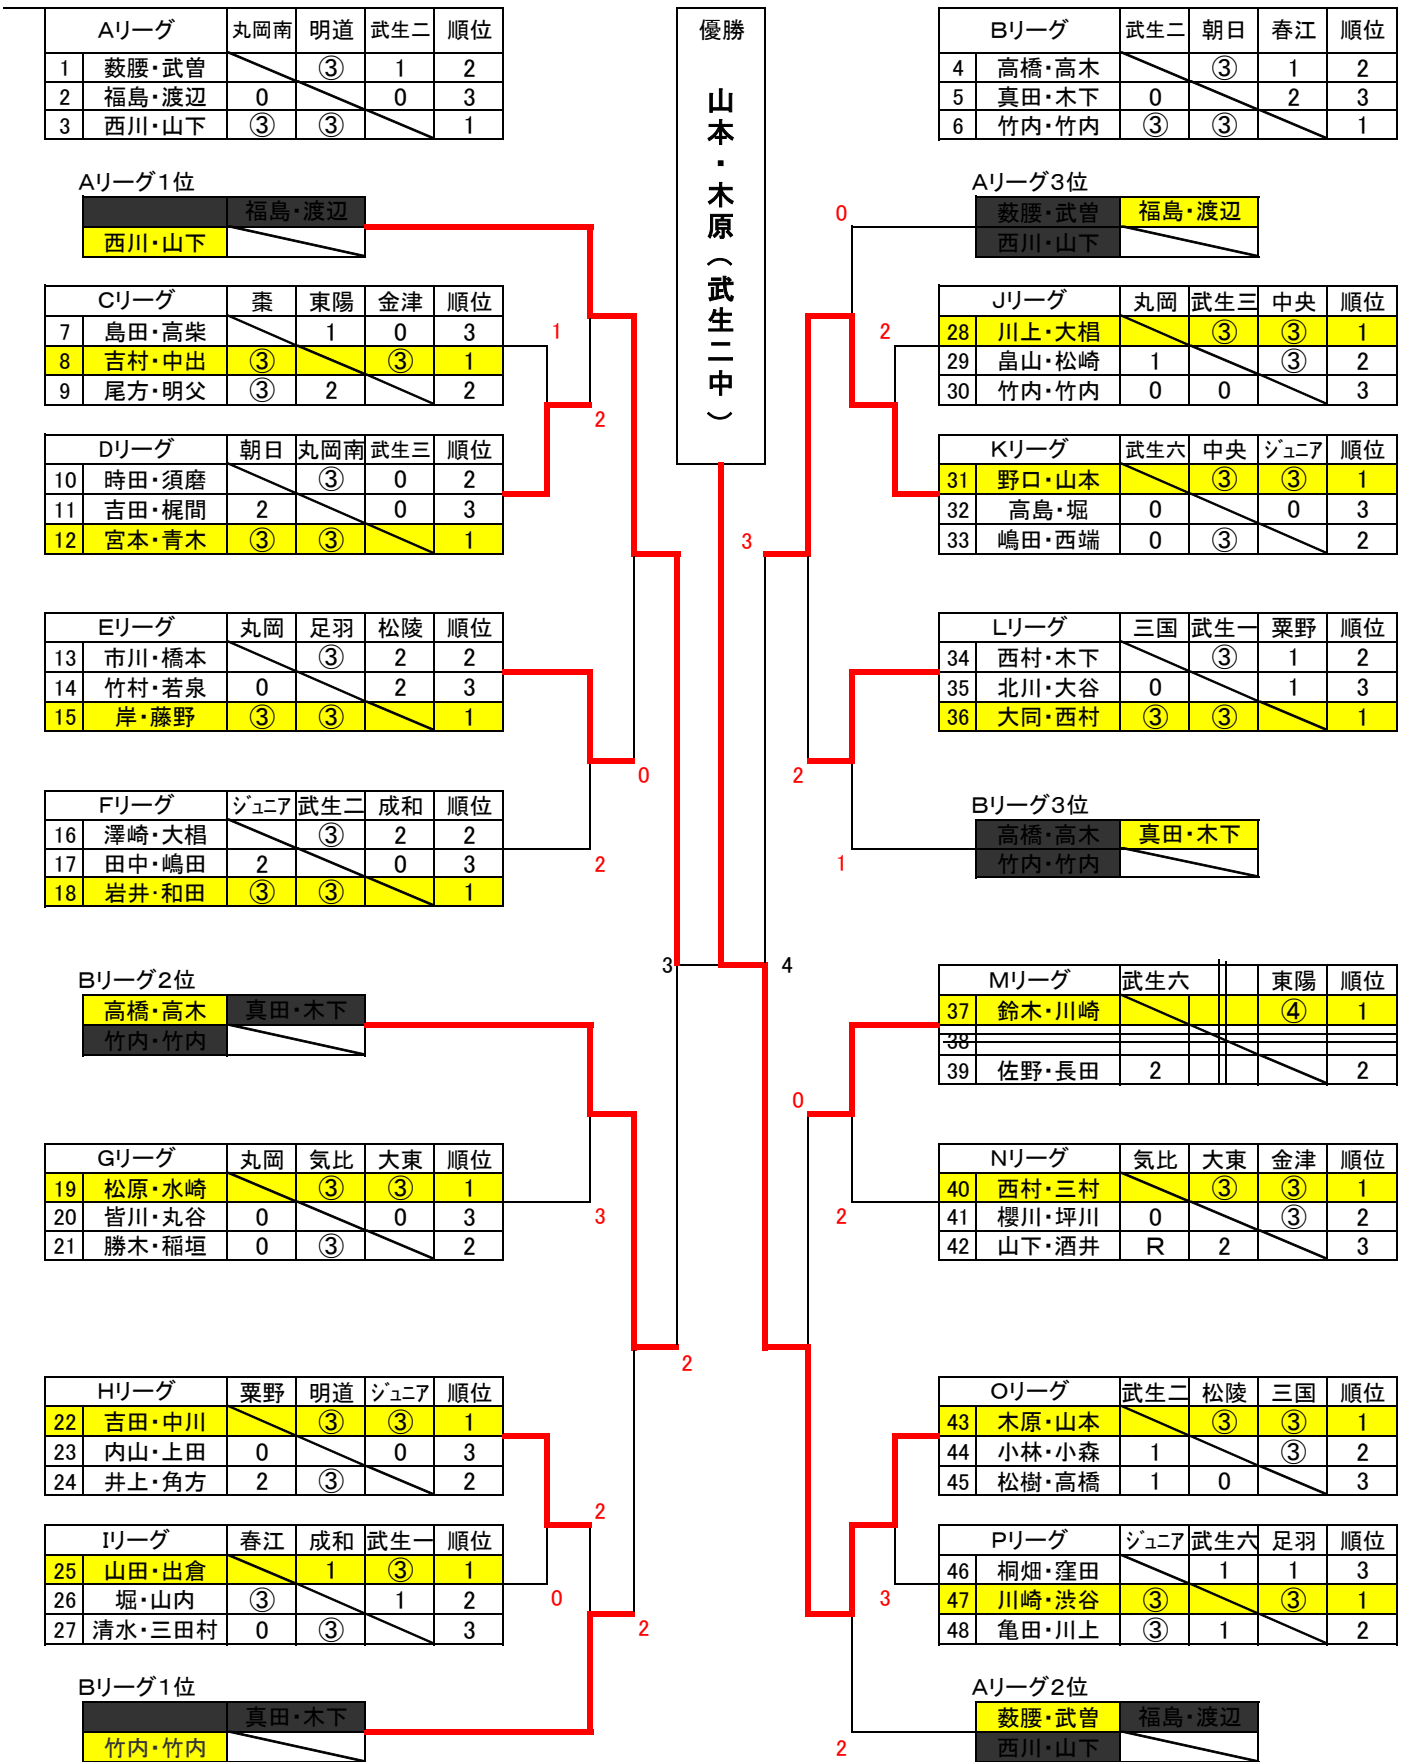 Aリーグ 丸岡南 明道 武生二 順位
1 薮腰・武曽 ③ 1 2
2 福島・渡辺 0 0 3
3 西川・山下 ③ ③ 1
Aリーグ1位
福島・渡辺
西川・山下
Cリーグ 棗 東陽 金津 順位
7 島田・高柴 1 0 3
8 吉村・中出 ③ ③ 1
9 尾方・明父 ③ 2 2
1
2
Dリーグ 朝日 丸岡南 武生三 順位
10 時田・須磨 ③ 0 2
11 吉田・梶間 2 0 3
12 宮本・青木 ③ ③ 1
Eリーグ 丸岡 足羽 松陵 順位
13 市川・橋本 ③ 2 2
14 竹村・若泉 0 2 3
15 岸・藤野 ③ ③ 1
0
Fリーグ ジュニア 武生二 成和 順位
16 澤崎・大椙 ③ 2 2
17 田中・嶋田 2 0 3
18 岩井・和田 ③ ③ 1
2
3
Bリーグ2位
高橋・高木 真田・木下
竹内・竹内
Gリーグ 丸岡 気比 大東 順位
19 松原・水崎 ③ ③ 1
20 皆川・丸谷 0 0 3
21 勝木・稲垣 0 ③ 2
3
2
Hリーグ 粟野 明道 ジュニア 順位
22 吉田・中川 ③ ③ 1
23 内山・上田 0 0 3
24 井上・角方 2 ③ 2
2
Iリーグ 春江 成和 武生一 順位
25 山田・出倉 1 ③ 1
26 堀・山内 ③ 1 2
27 清水・三田村 0 ③ 3
0
2
Bリーグ1位
真田・木下
竹内・竹内
優勝
山本・木原(武生二中)
Bリーグ 武生二 朝日 春江 順位
4 高橋・高木 ③ 1 2
5 真田・木下 0 2 3
6 竹内・竹内 ③ ③ 1
Aリーグ3位
0
薮腰・武曽 福島・渡辺
西川・山下
Jリーグ 丸岡 武生三 中央 順位
28 川上・大椙 ③ ③ 1
29 畠山・松崎 1 ③ 2
30 竹内・竹内 0 0 3
2
Kリーグ 武生六 中央 ジュニア 順位
31 野口・山本 ③ ③ 1
32 高島・堀 0 0 3
33 嶋田・西端 0 ③ 2
3
Lリーグ 三国 武生一 粟野 順位
34 西村・木下 ③ 1 2
35 北川・大谷 0 1 3
36 大同・西村 ③ ③ 1
2
Bリーグ3位
高橋・高木 真田・木下
竹内・竹内
1
4
Mリーグ 武生六 東陽 順位
37 鈴木・川崎 ④ 1
38
39 佐野・長田 2 2
0
Nリーグ 気比 大東 金津 順位
40 西村・三村 ③ ③ 1
41 櫻川・坪川 0 ③ 2
42 山下・酒井 R 2 3
2
Oリーグ 武生二 松陵 三国 順位
43 木原・山本 ③ ③ 1
44 小林・小森 1 ③ 2
45 松樹・高橋 1 0 3
Pリーグ ジュニア 武生六 足羽 順位
46 桐畑・窪田 1 1 3
47 川崎・渋谷 ③ ③ 1
48 亀田・川上 ③ 1 2
3
Aリーグ2位
薮腰・武曽 福島・渡辺
西川・山下
2